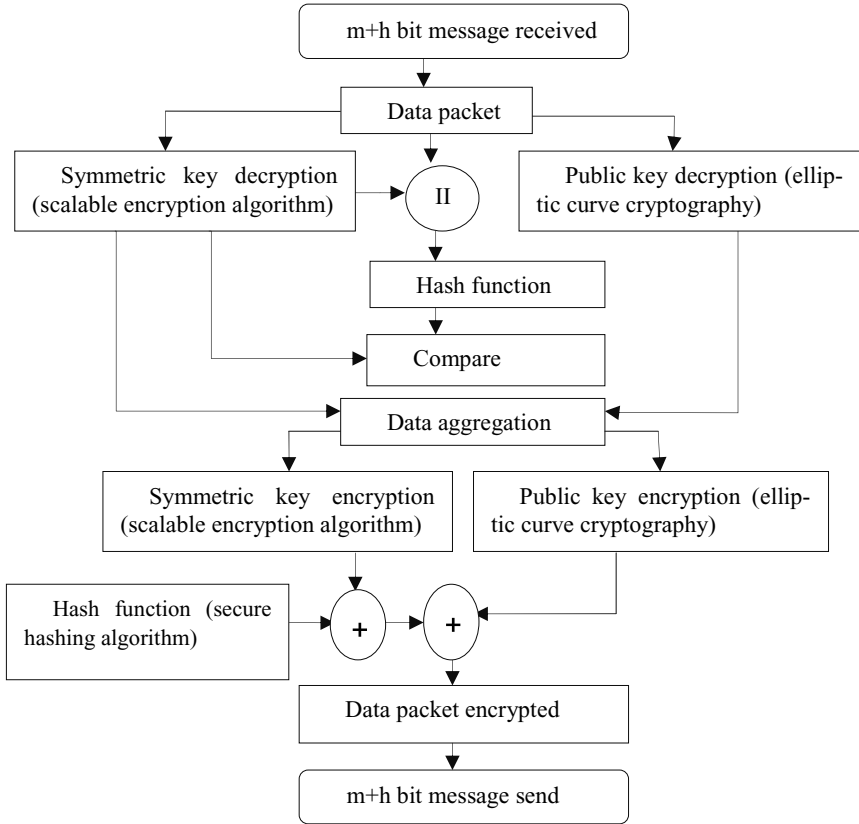 m+h bit message received
Data packet
Symmetric key decryption
(scalable encryption algorithm)
II
Public key decryption (ellip-
tic curve cryptography)
Hash function
Compare
Data aggregation
Symmetric key encryption
(scalable encryption algorithm)
Public key encryption (ellip-
tic curve cryptography)
Hash function (secure
hashing algorithm)
+
+
Data packet encrypted
m+h bit message send